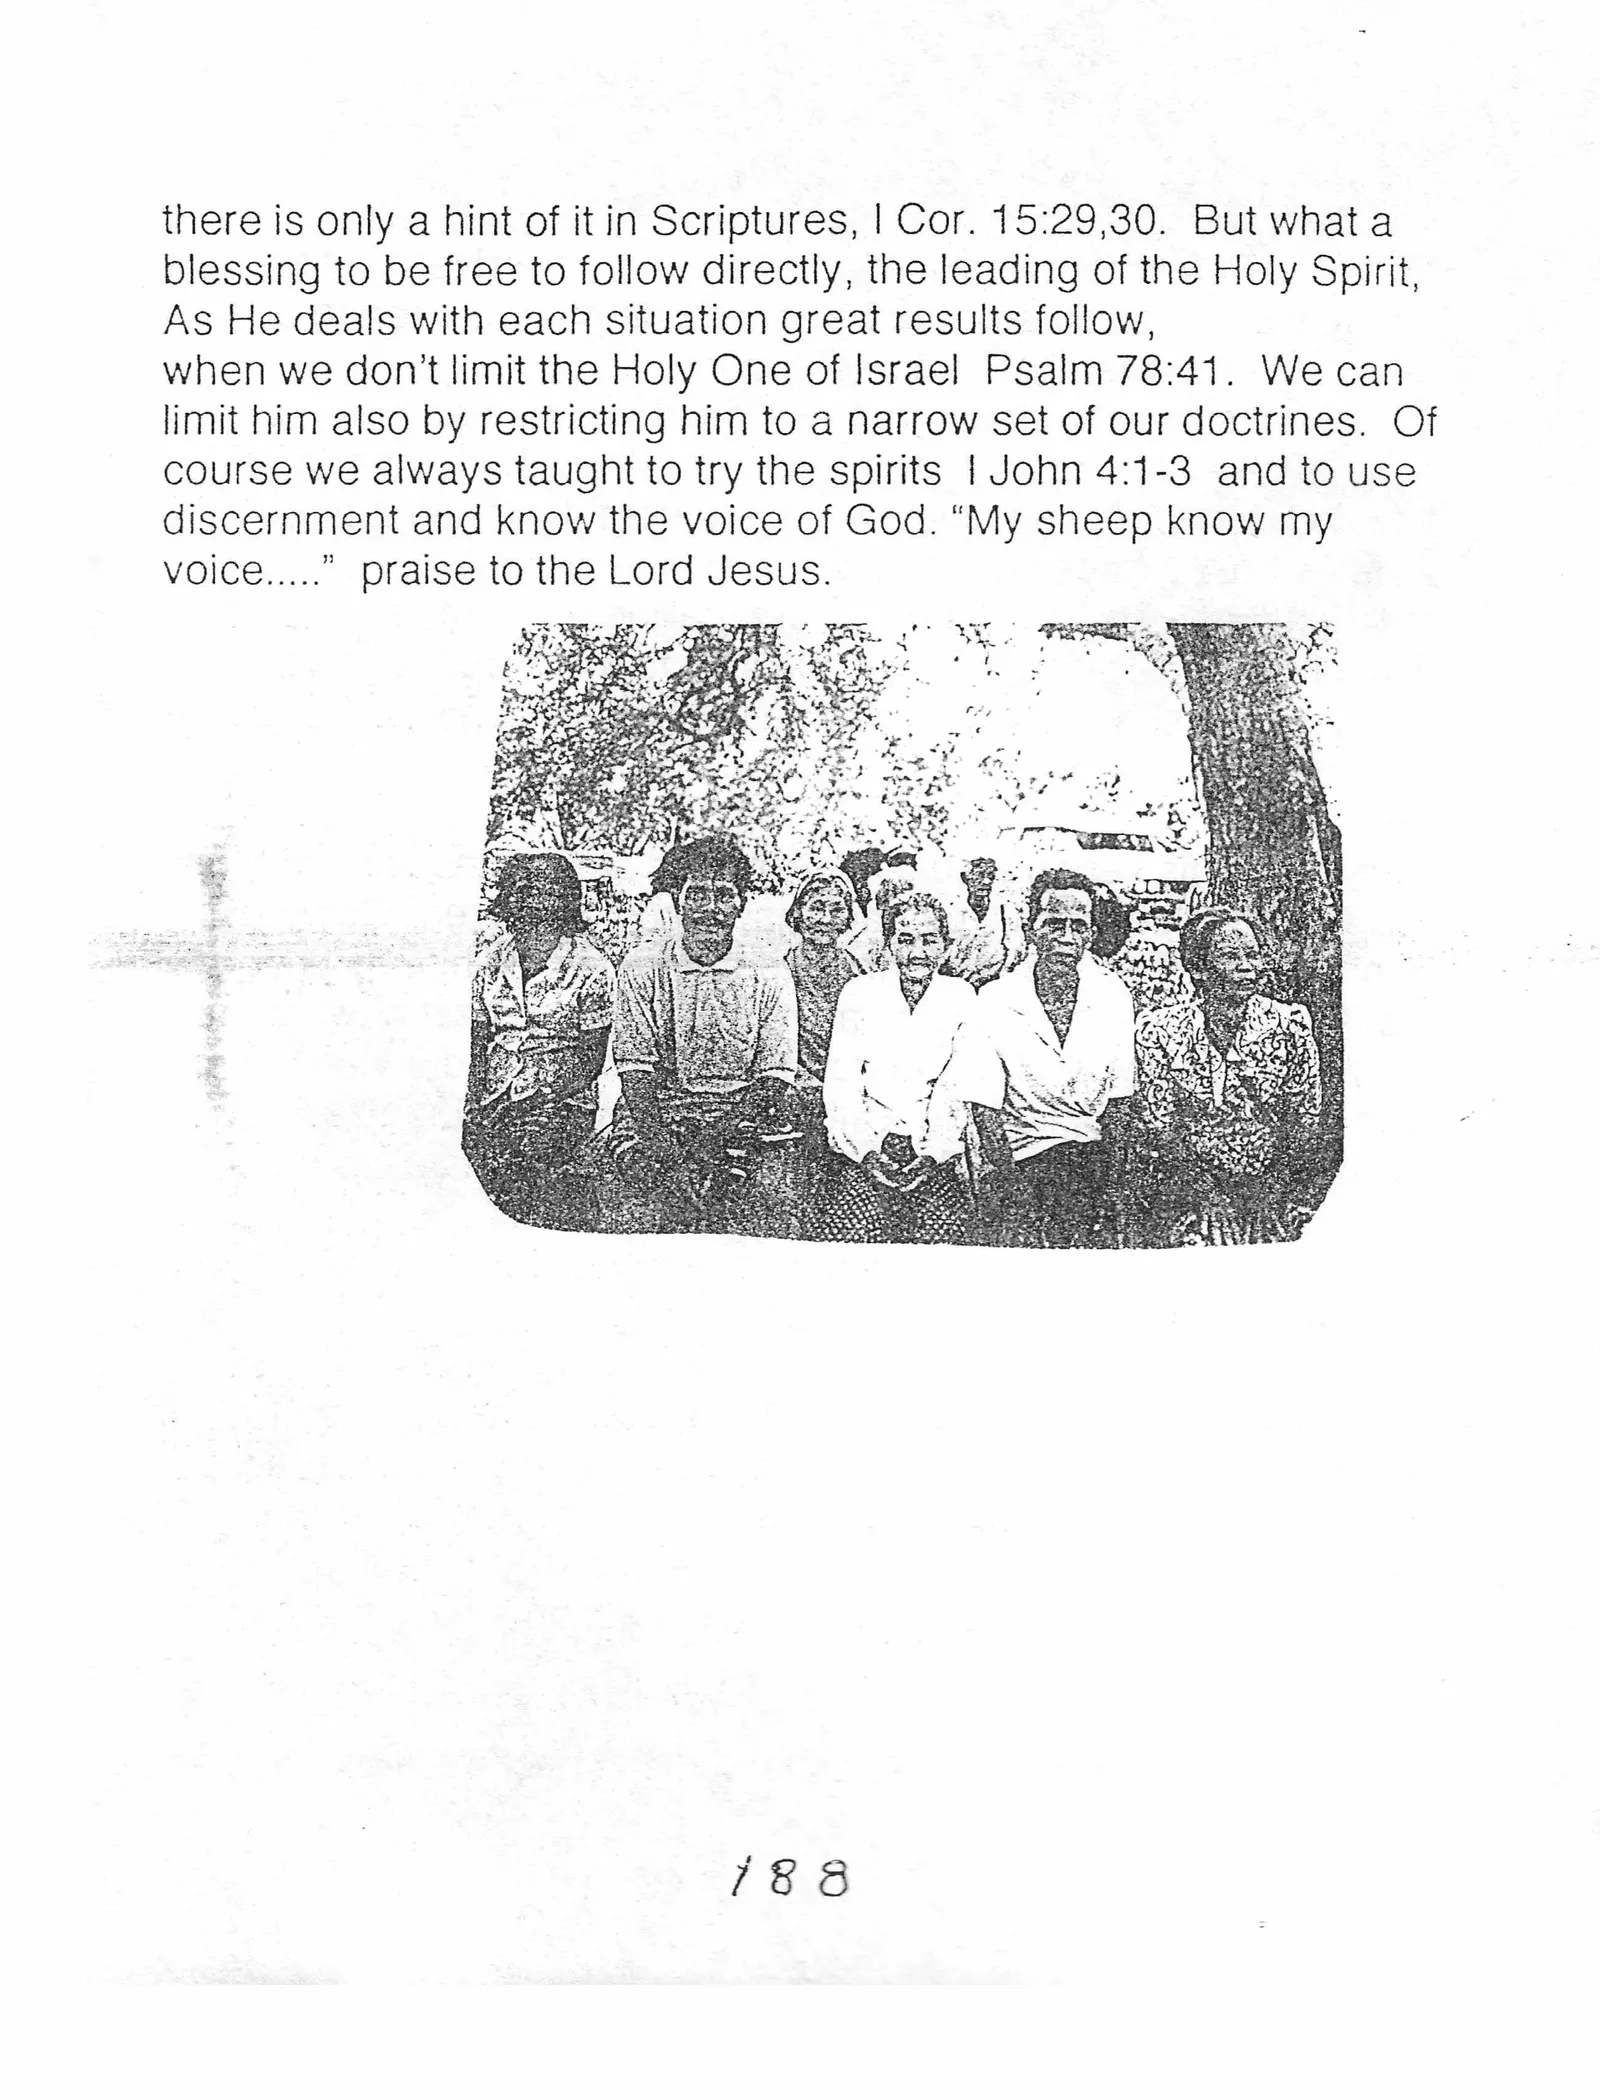 there is only a hint of it in Scriptures, I Cor. 15:29,30. But what a
blessing to be free to follow directly, the leading of the Holy Spirit,
As He deals with each situation great results follow,
when we don't limit the Holy One of Israel Psalm 78:41. We can
limit him also by restricting him to a narrow set of our doctrines. Of
course we always taught to try the spirits I John 4:1-3 and to use
discernment and know the voice of God. “My sheep know my
voice.....” praise to the Lord Jesus.
188